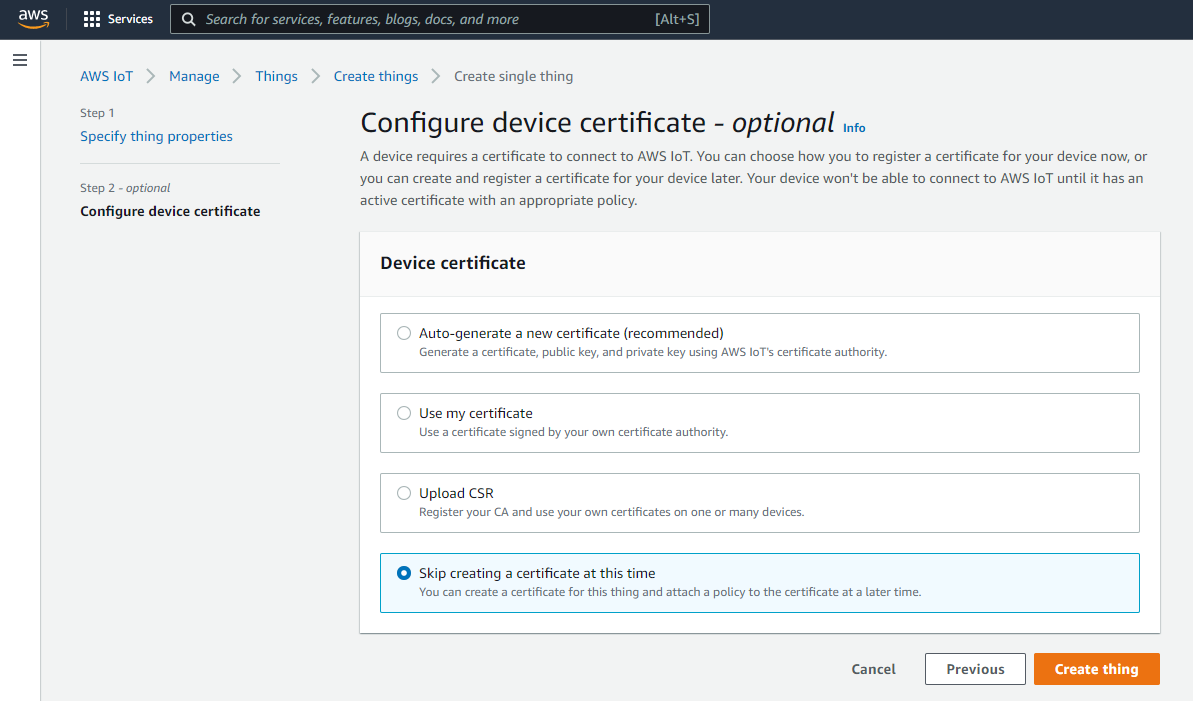 aws Services Search for services, features, blogs, docs, and more [Alt+S]
AWS IoT Manage Things Create things Create single thing
Step 1
Specify thing properties
Step 2 - optional
Configure device certificate
Configure device certificate - optional Info
A device requires a certificate to connect to AWS IoT. You can choose how you to register a certificate for your device now, or
you can create and register a certificate for your device later. Your device won't be able to connect to AWS IoT until it has an
active certificate with an appropriate policy.
Device certificate
Auto-generate a new certificate (recommended)
Generate a certificate, public key, and private key using AWS IoT's certificate authority.
Use my certificate
Use a certificate signed by your own certificate authority.
Upload CSR
Register your CA and use your own certificates on one or many devices.
Skip creating a certificate at this time
You can create a certificate for this thing and attach a policy to the certificate at a later time.
Cancel Previous Create thing